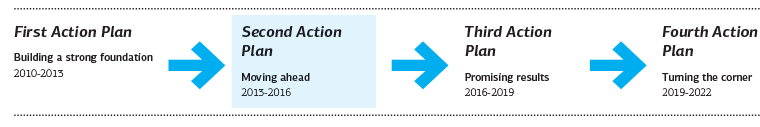 First Action Plan
Building a strong foundation
2010-2013
Second Action
Plan
Moving ahead
2013-2016
Third Action
Plan
Promising results
2016-2019
Fourth Action
Plan
Turning the corner
2019-2022